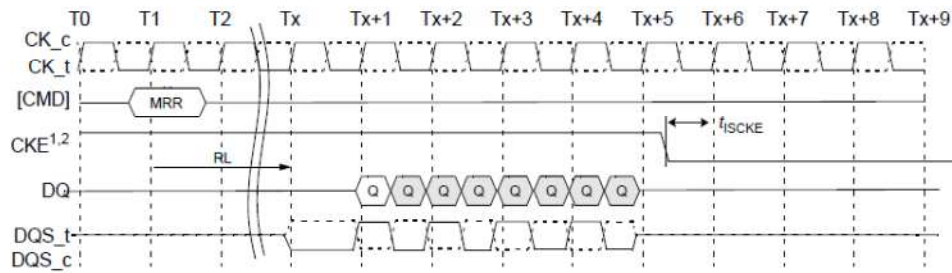 T0 T1 T2 Tx Tx+1 Tx+2 Tx+3 Tx+4 Tx+5 Tx+6 Tx+7 Tx+8 Tx+9
CK_c
CK_t
[CMD] MRR
CKE1,2 tISCKE
RL
DQ Q Q Q Q Q Q Q Q
DQS_t
DQS_c